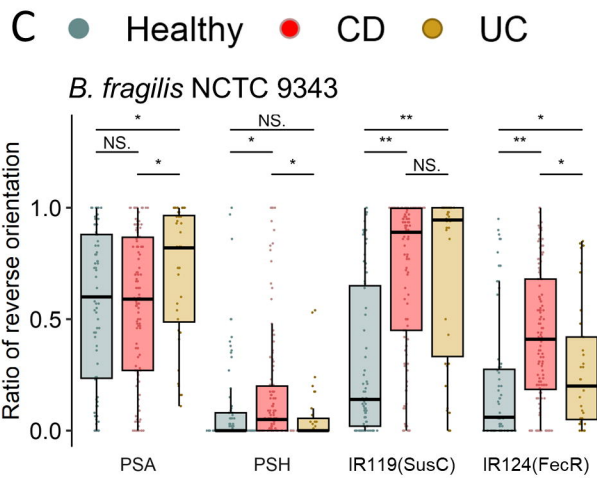 C Healthy CD UC
B. fragilis NCTC 9343
* NS. ** *
NS. * ** **
* * NS. *
Ratio of reverse orientation
1.0
0.5
0.0
PSA PSH IR119(SusC) IR124(FecR)